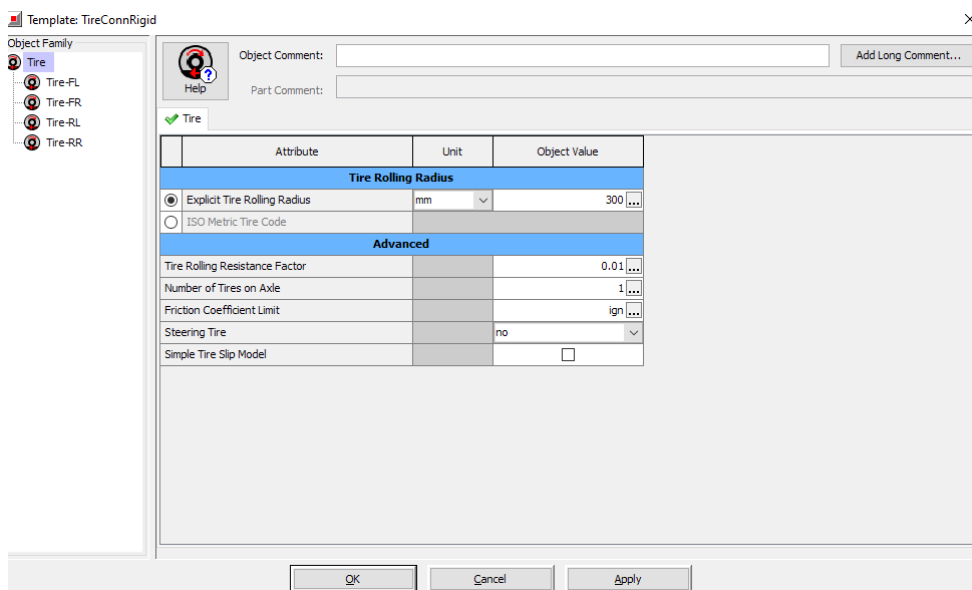 Template: TireConnRigid
Object Family
Tire
Tire-FL
Tire-FR
Tire-RL
Tire-RR
Help
Object Comment:
Add Long Comment...
Part Comment:
Tire
Attribute Unit Object Value
Tire Rolling Radius
Explicit Tire Rolling Radius mm 300 ...
ISO Metric Tire Code
Advanced
Tire Rolling Resistance Factor 0.01 ...
Number of Tires on Axle 1 ...
Friction Coefficient Limit ign ...
Steering Tire no
Simple Tire Slip Model
OK Cancel Apply